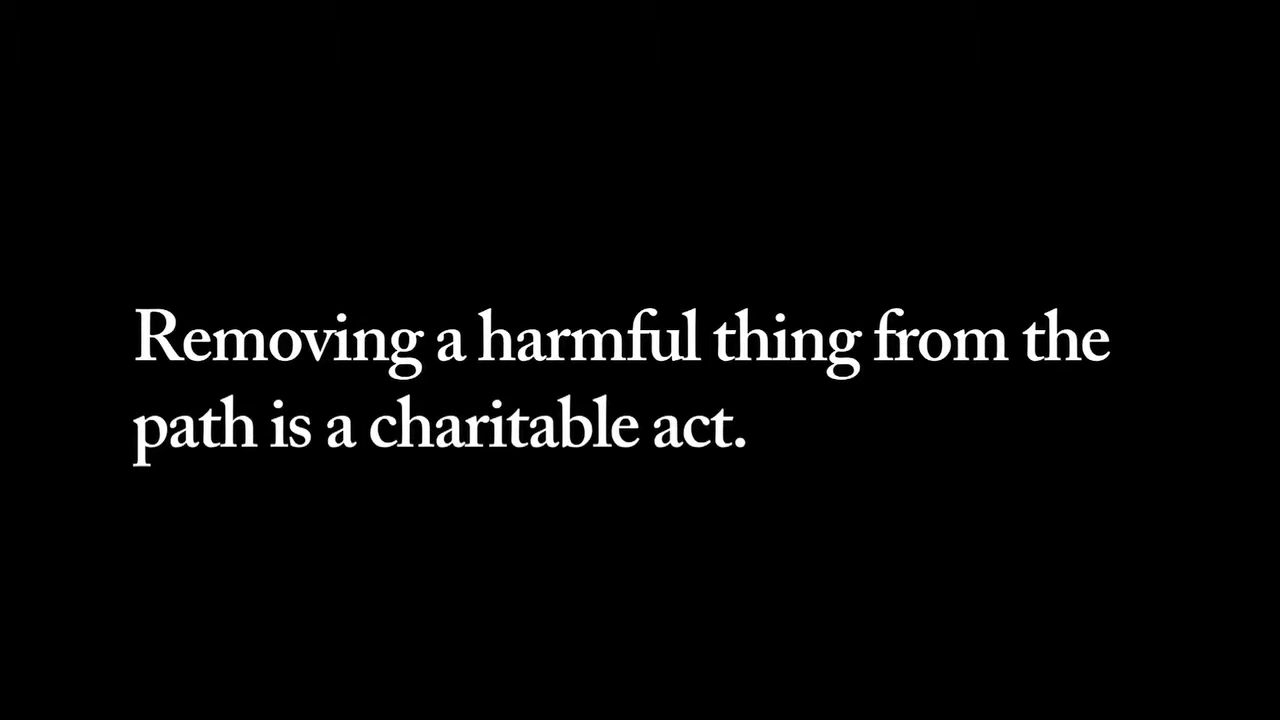 Removing a harmful thing from the
path is a charitable act.